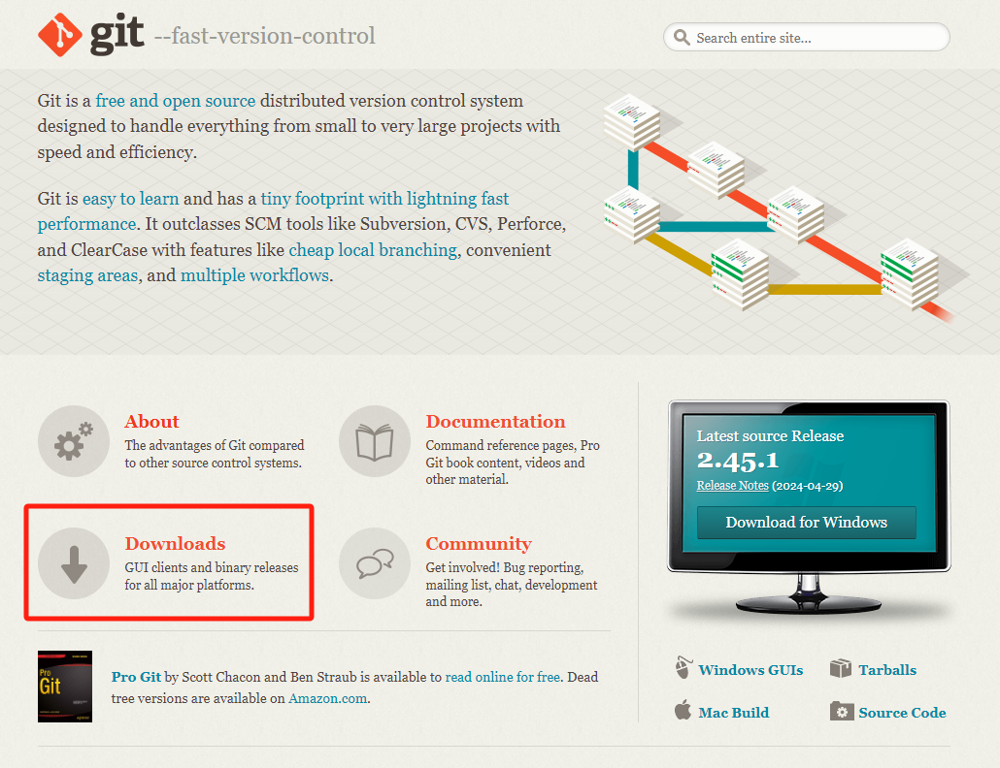 git --fast-version-control
Search entire site...
Git is a free and open source distributed version control system
designed to handle everything from small to very large projects with
speed and efficiency.
Git is easy to learn and has a tiny footprint with lightning fast
performance. It outclasses SCM tools like Subversion, CVS, Perforce,
and ClearCase with features like cheap local branching, convenient
staging areas, and multiple workflows.
About
The advantages of Git compared
to other source control systems.
Documentation
Command reference pages, Pro
Git book content, videos and
other material.
Downloads
GUI clients and binary releases
for all major platforms.
Community
Get involved! Bug reporting,
mailing list, chat, development
and more.
Pro
Git
Pro Git by Scott Chacon and Ben Straub is available to read online for free. Dead
tree versions are available on Amazon.com.
Latest source Release
2.45.1
Release Notes (2024-04-29)
Download for Windows
Windows GUIs
Tarballs
Mac Build
Source Code